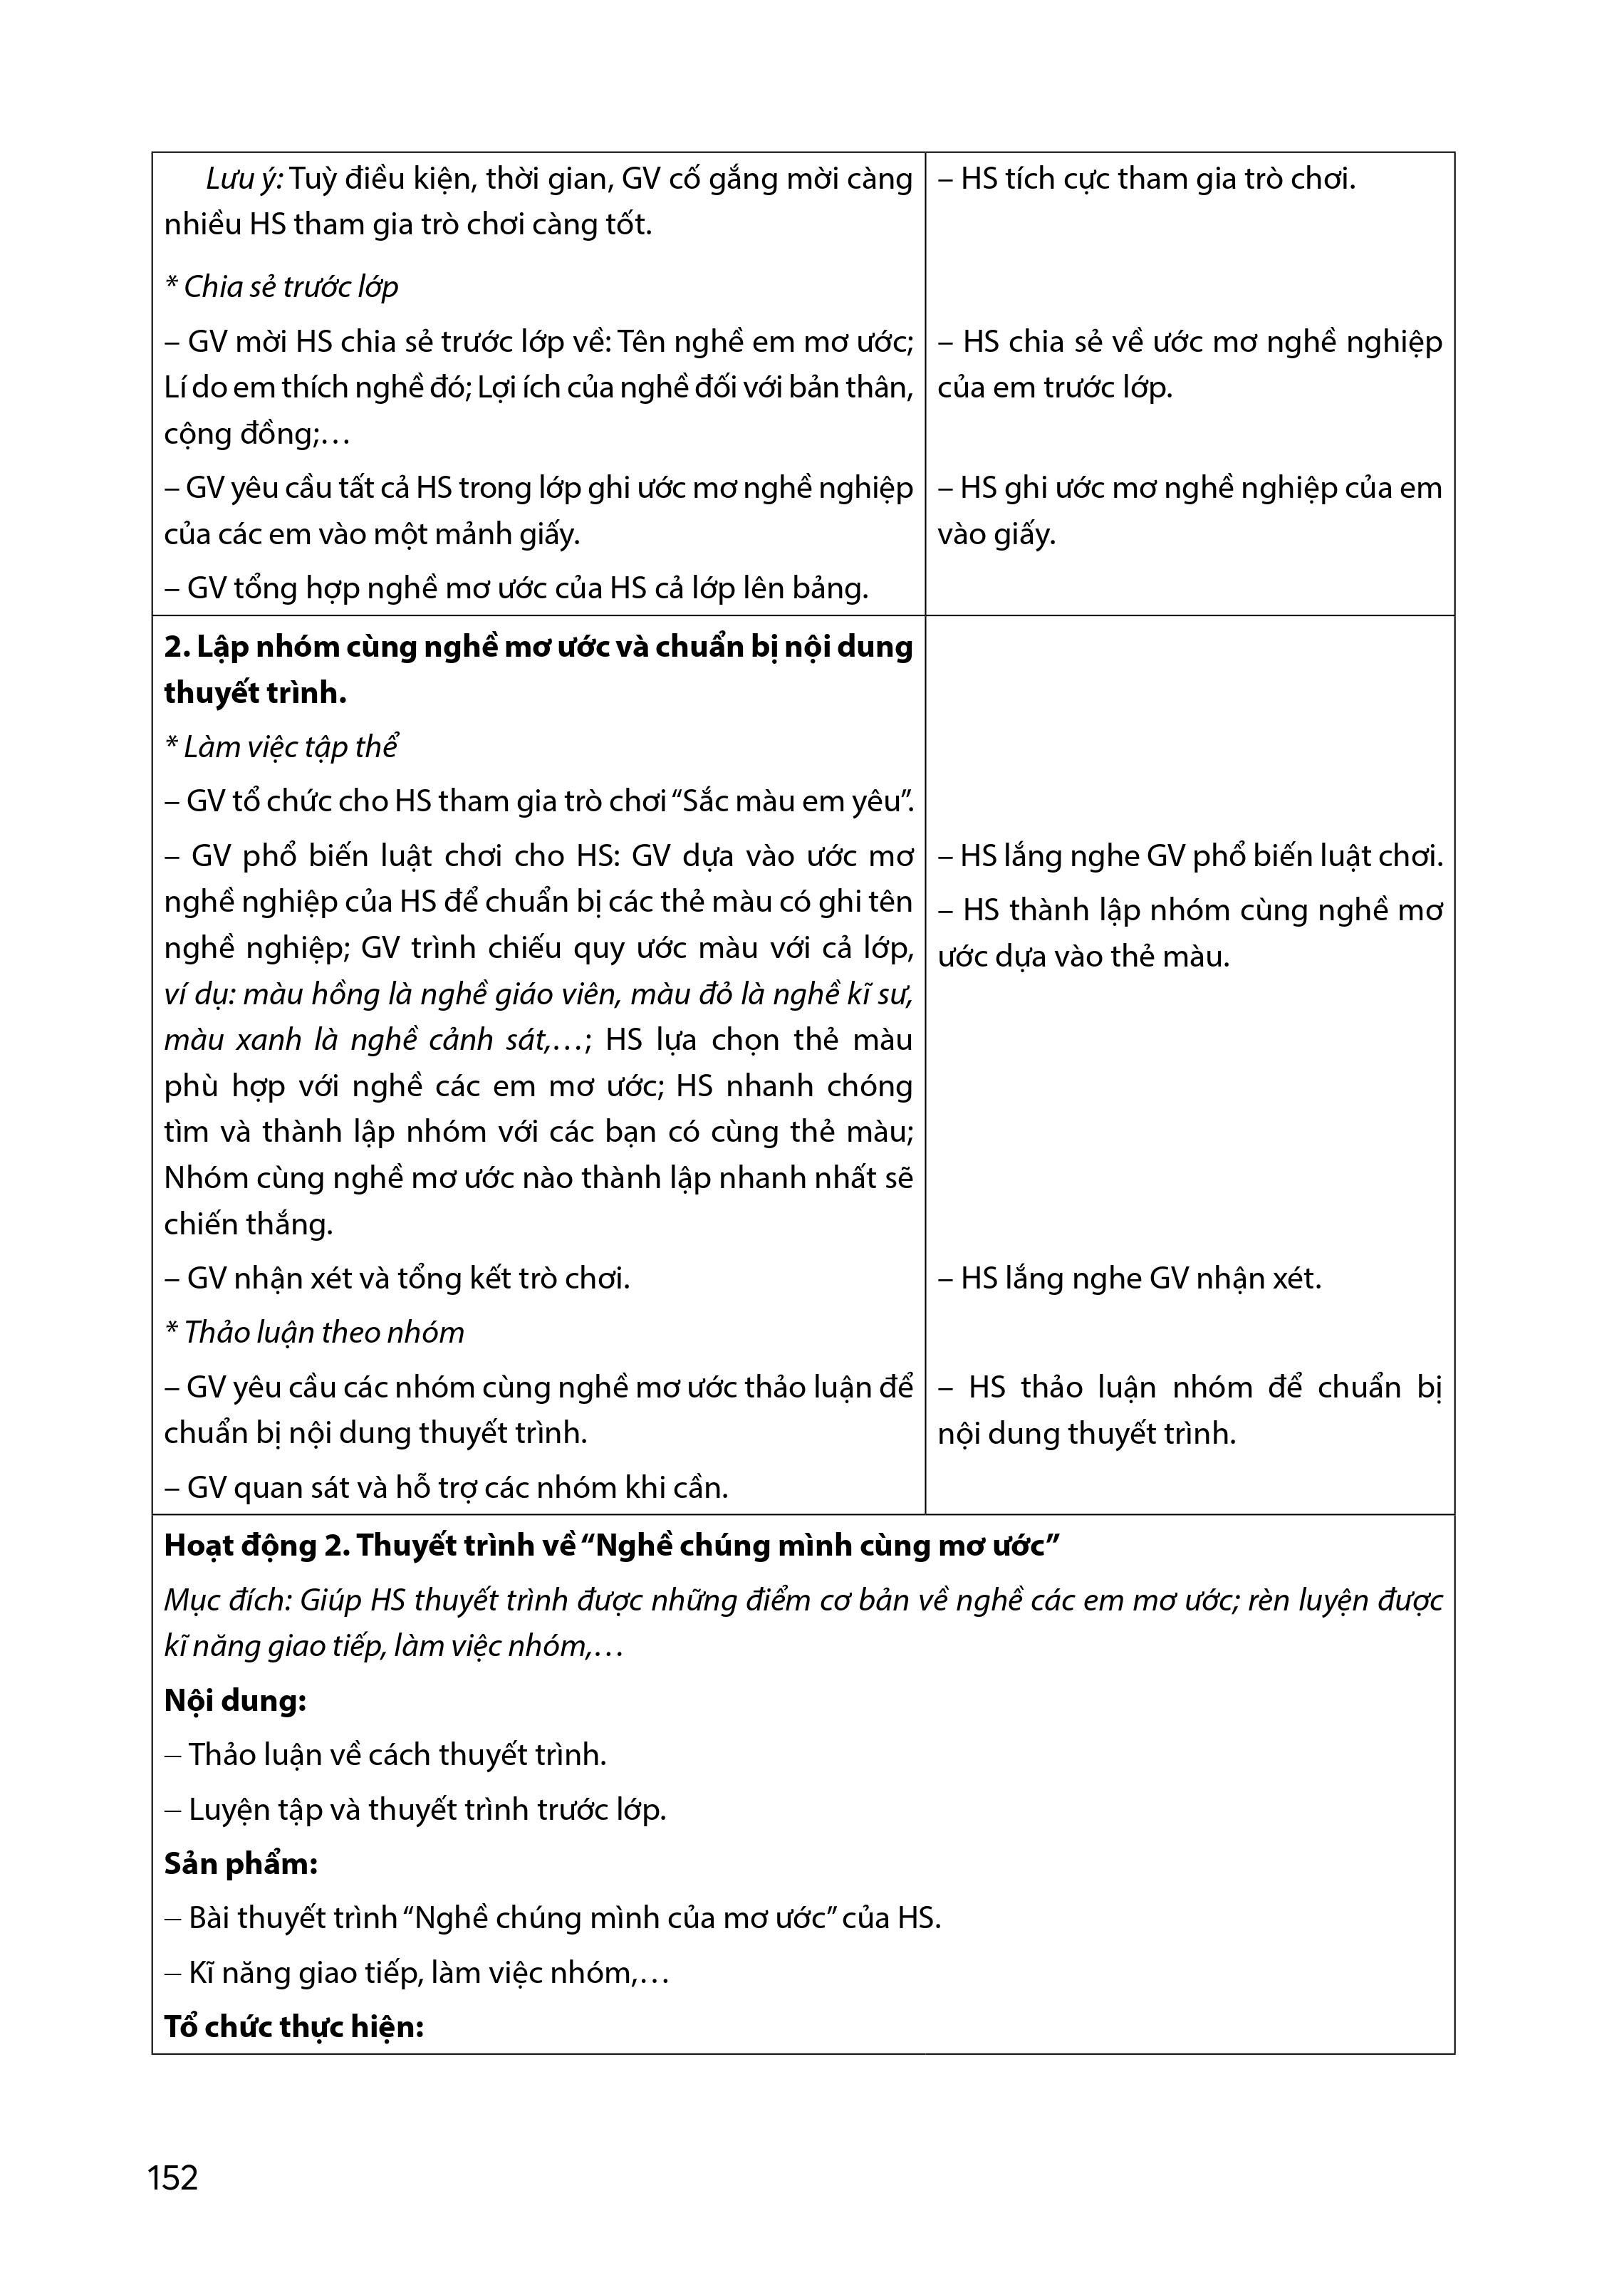 Lưu ý: Tuỳ điều kiện, thời gian, GV cố gắng mời càng
nhiều HS tham gia trò chơi càng tốt.
* Chia sẻ trước lớp
– GV mời HS chia sẻ trước lớp về: Tên nghề em mơ ước;
Lí do em thích nghề đó; Lợi ích của nghề đối với bản thân,
cộng đồng;…
– GV yêu cầu tất cả HS trong lớp ghi ước mơ nghề nghiệp
của các em vào một mảnh giấy.
– GV tổng hợp nghề mơ ước của HS cả lớp lên bảng.
– HS tích cực tham gia trò chơi.
– HS chia sẻ về ước mơ nghề nghiệp
của em trước lớp.
– HS ghi ước mơ nghề nghiệp của em
vào giấy.
2. Lập nhóm cùng nghề mơ ước và chuẩn bị nội dung
thuyết trình.
* Làm việc tập thể
– GV tổ chức cho HS tham gia trò chơi “Sắc màu em yêu”.
– GV phổ biến luật chơi cho HS: GV dựa vào ước mơ
nghề nghiệp của HS để chuẩn bị các thẻ màu có ghi tên
nghề nghiệp; GV trình chiếu quy ước màu với cả lớp,
ví dụ: màu hồng là nghề giáo viên, màu đỏ là nghề kĩ sư,
màu xanh là nghề cảnh sát,…; HS lựa chọn thẻ màu
phù hợp với nghề các em mơ ước; HS nhanh chóng
tìm và thành lập nhóm với các bạn có cùng thẻ màu;
Nhóm cùng nghề mơ ước nào thành lập nhanh nhất sẽ
chiến thắng.
– GV nhận xét và tổng kết trò chơi.
* Thảo luận theo nhóm
– GV yêu cầu các nhóm cùng nghề mơ ước thảo luận để
chuẩn bị nội dung thuyết trình.
– GV quan sát và hỗ trợ các nhóm khi cần.
– HS lắng nghe GV phổ biến luật chơi.
– HS thành lập nhóm cùng nghề mơ
ước dựa vào thẻ màu.
– HS lắng nghe GV nhận xét.
– HS thảo luận nhóm để chuẩn bị
nội dung thuyết trình.
Hoạt động 2. Thuyết trình về “Nghề chúng mình cùng mơ ước”
Mục đích: Giúp HS thuyết trình được những điểm cơ bản về nghề các em mơ ước; rèn luyện được
kĩ năng giao tiếp, làm việc nhóm,…
Nội dung:
– Thảo luận về cách thuyết trình.
– Luyện tập và thuyết trình trước lớp.
Sản phẩm:
– Bài thuyết trình “Nghề chúng mình của mơ ước” của HS.
– Kĩ năng giao tiếp, làm việc nhóm,…
Tổ chức thực hiện:
152